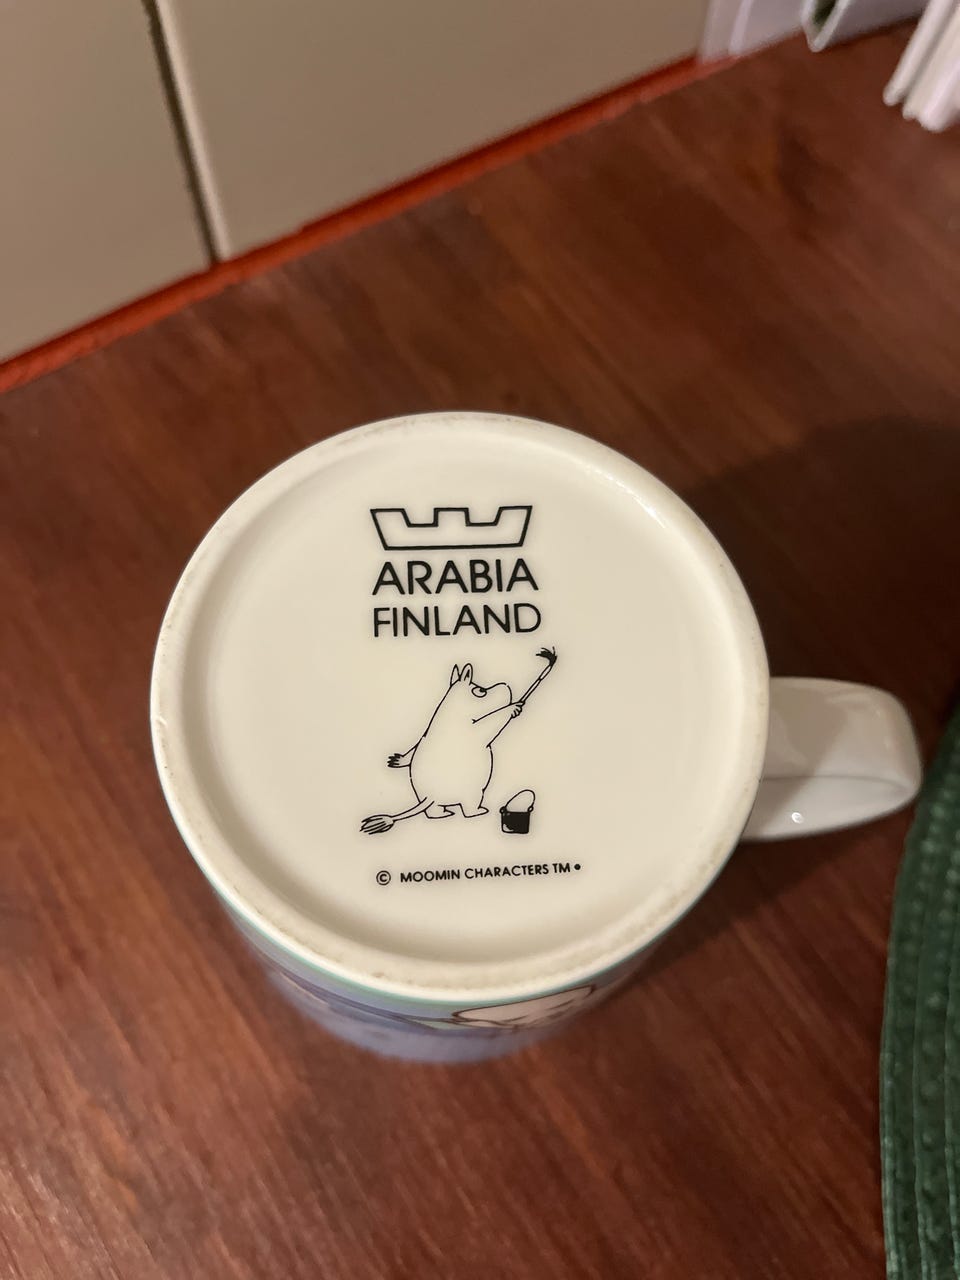 ARABIA
FINLAND
© MOOMIN CHARACTERS TM •